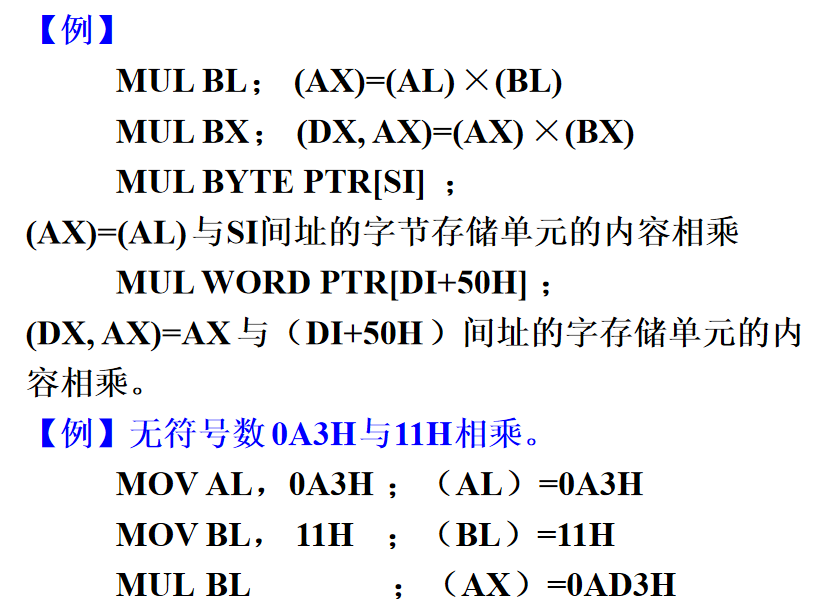 【例】
MUL BL； (AX)=(AL)×(BL)
MUL BX； (DX, AX)=(AX)×(BX)
MUL BYTE PTR[SI] ；
(AX)=(AL)与SI间址的字节存储单元的内容相乘
MUL WORD PTR[DI+50H] ；
(DX, AX)=AX与（DI+50H）间址的字存储单元的内
容相乘。
【例】无符号数0A3H与11H相乘。
MOV AL，0A3H ；（AL）=0A3H
MOV BL， 11H ；（BL）=11H
MUL BL ；（AX）=0AD3H